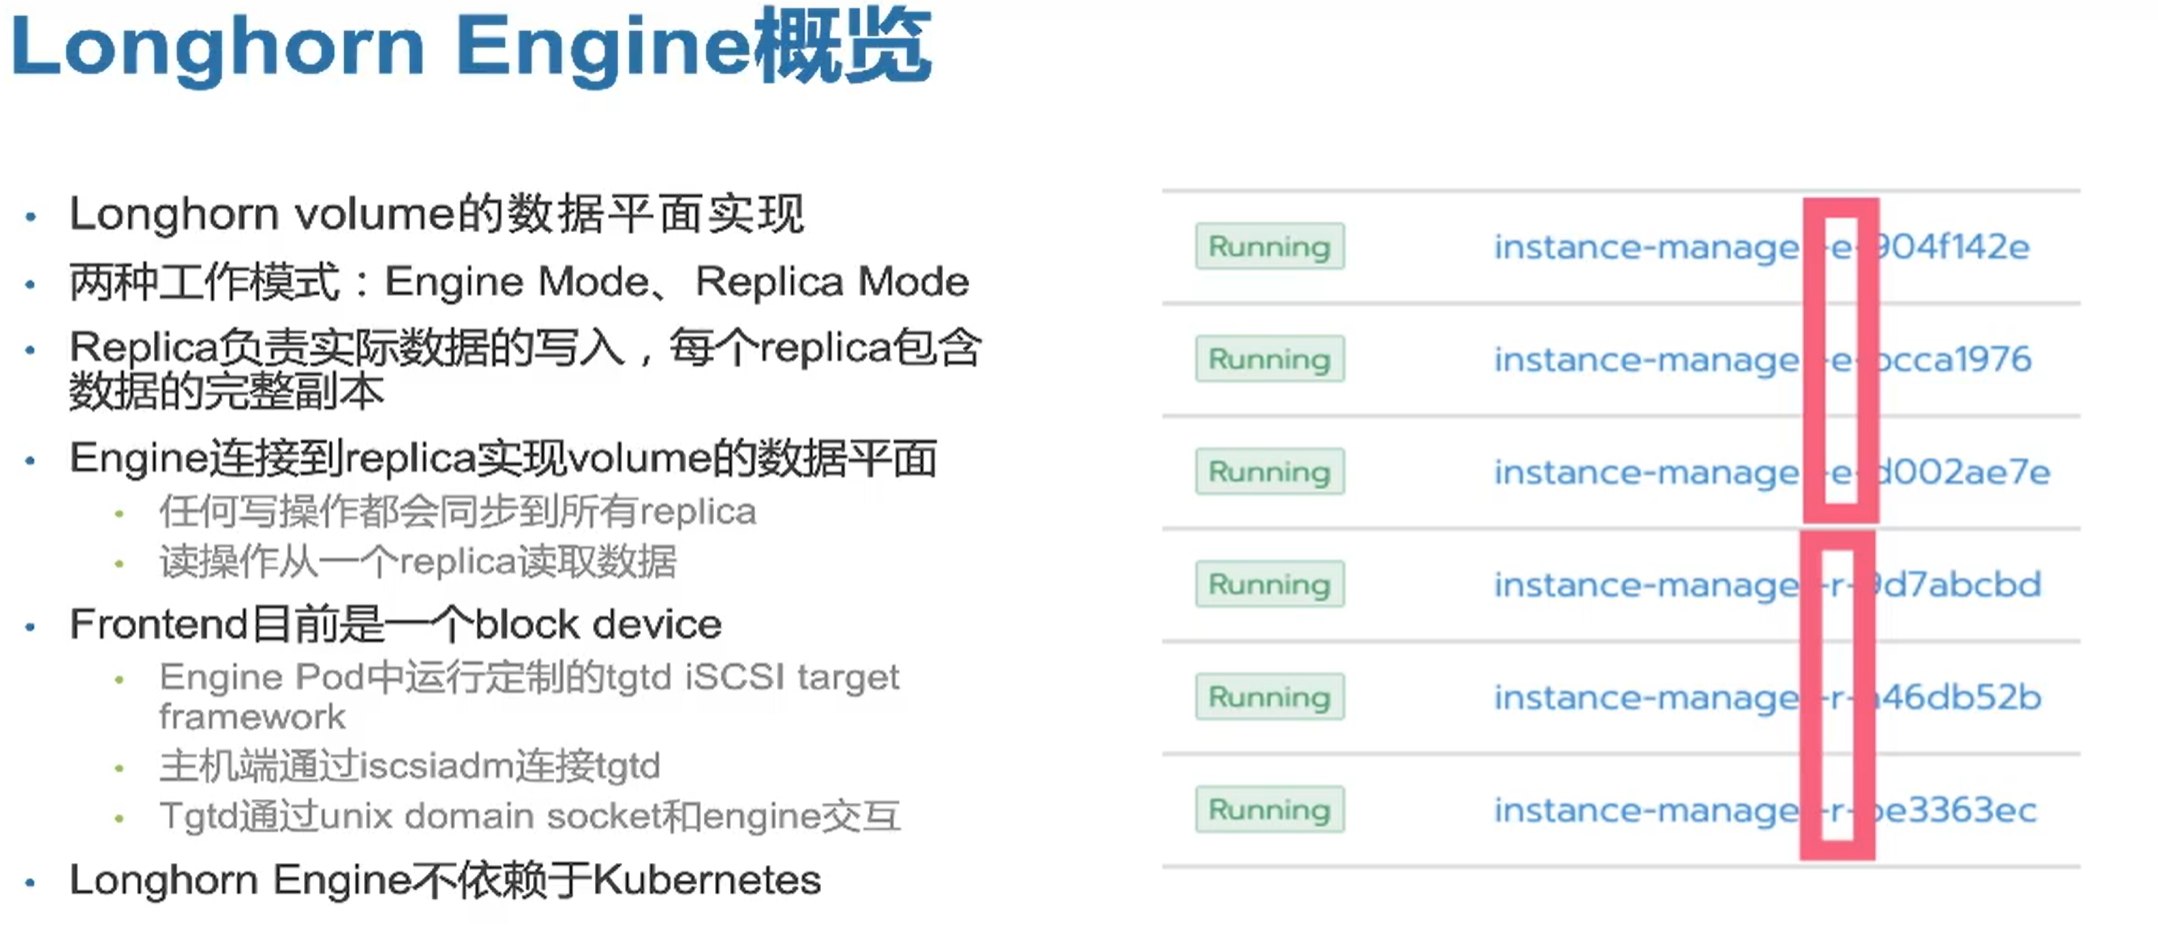 Longhorn Engine概览
Longhorn volume的数据平面实现
两种工作模式：Engine Mode、Replica Mode
Replica负责实际数据的写入，每个replica包含
数据的完整副本
Engine连接到replica实现volume的数据平面
任何写操作都会同步到所有replica
读操作从一个replica读取数据
Frontend目前是一个block device
Engine Pod中运行定制的tgtd iSCSI target
framework
主机端通过iscsiadm连接tgtd
Tgtd通过unix domain socket和engine交互
Longhorn Engine不依赖于Kubernetes
Running instance-manage -e-904f142e
Running instance-manage -e- cca1976
Running instance-manage -e-d002ae7e
Running instance-manage -r-9d7abcbd
Running instance-manage -r- 46db52b
Running instance-manage -r- e3363ec